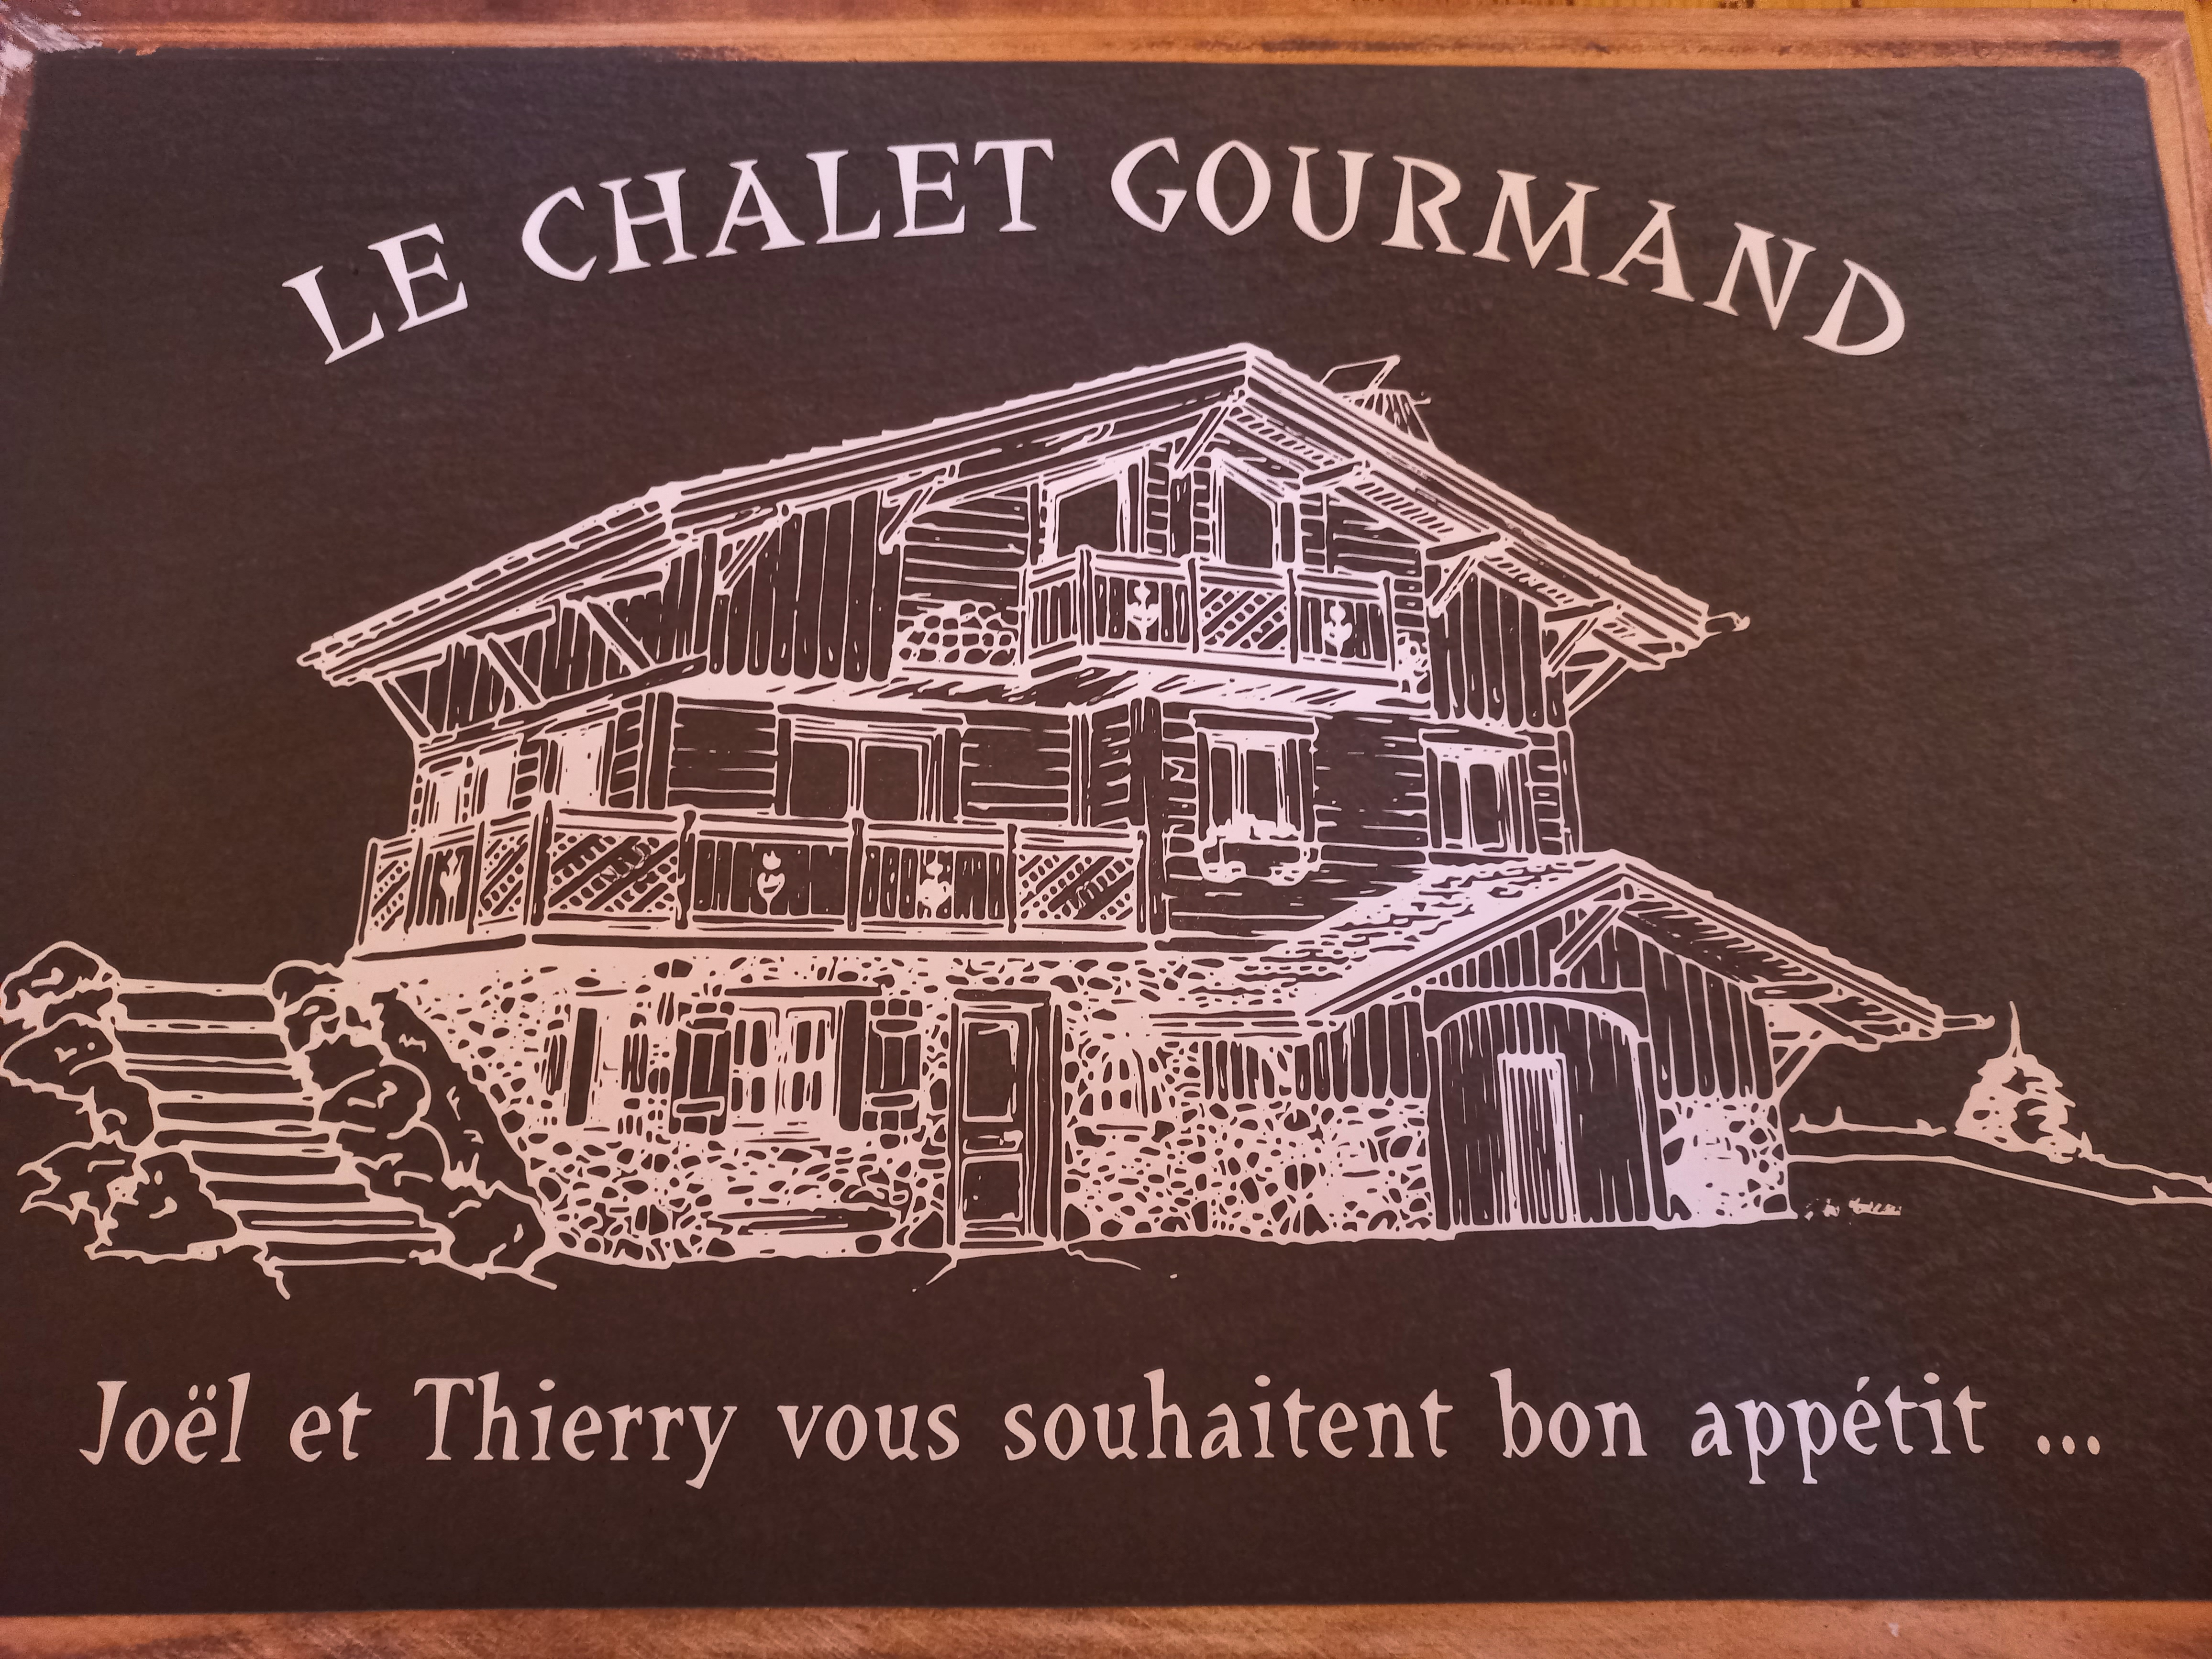 LE CHALET GOURMAND
Joël et Thierry vous souhaitent bon appétit ...